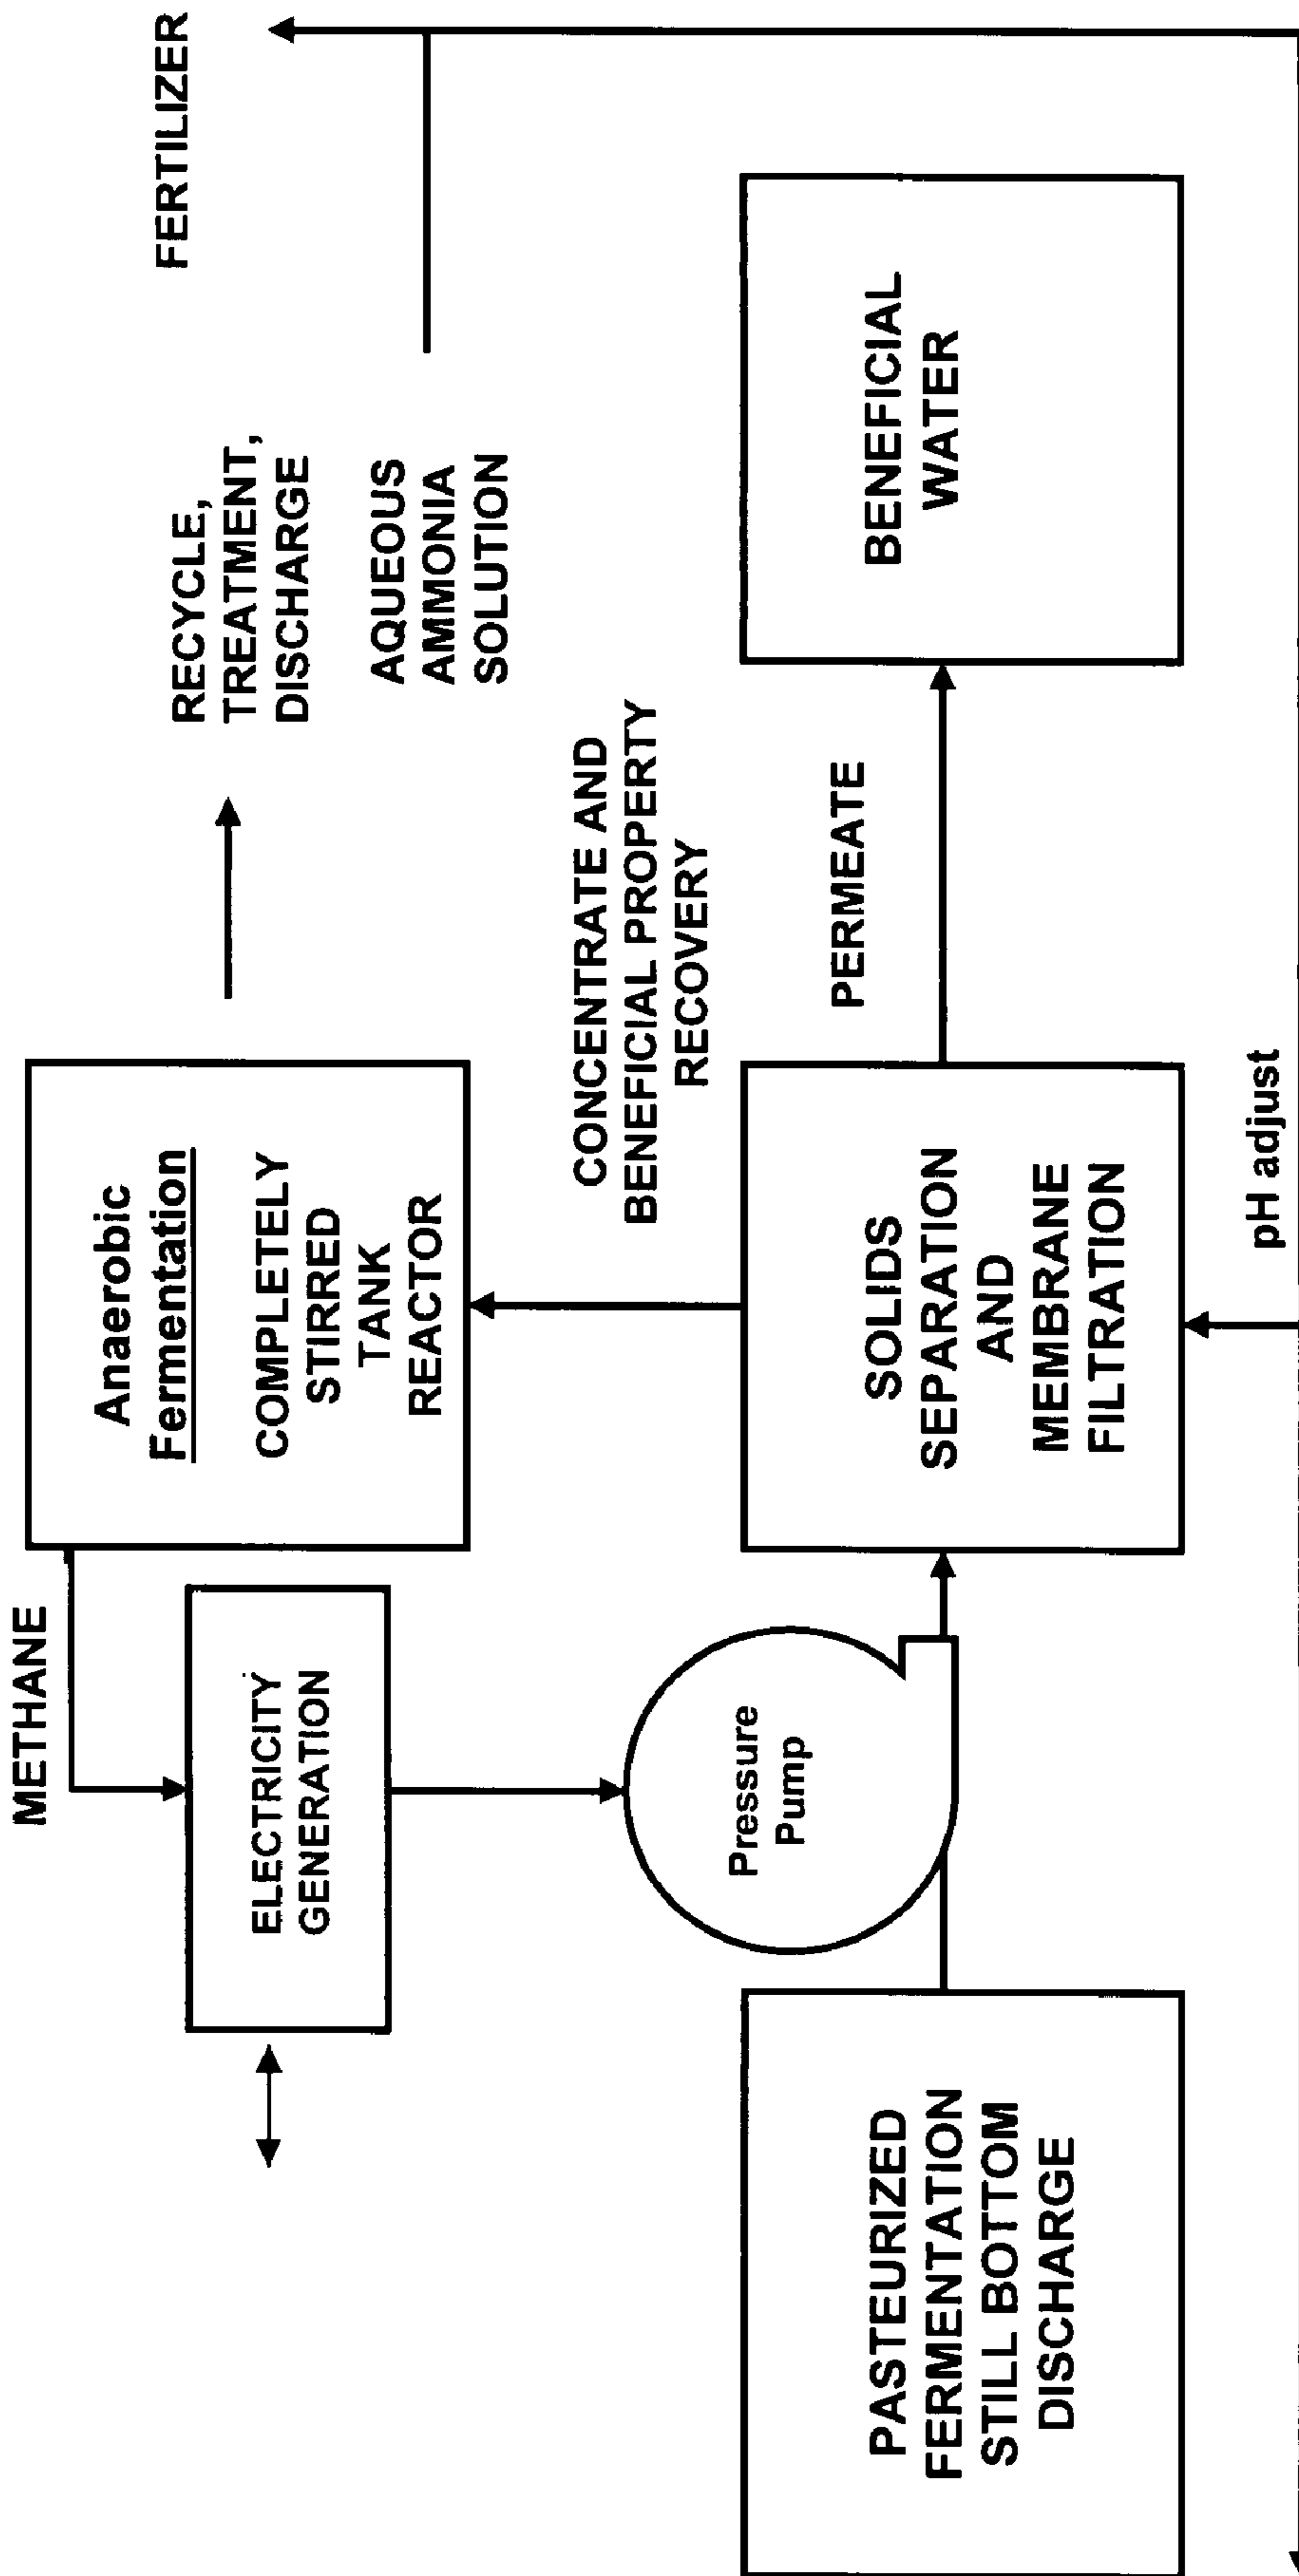 METHANE
Anaerobic
Fermentation
COMPLETELY
STIRRED
TANK
REACTOR
RECYCLE,
TREATMENT,
DISCHARGE
FERTILIZER
ELECTRICITY
GENERATION
AQUEOUS
AMMONIA
SOLUTION
CONCENTRATE AND
BENEFICIAL PROPERTY
RECOVERY
Pressure
Pump
PERMEATE
PASTEURIZED
FERMENTATION
STILL BOTTOM
DISCHARGE
SOLIDS
SEPARATION
AND
MEMBRANE
FILTRATION
BENEFICIAL
WATER
pH adjust